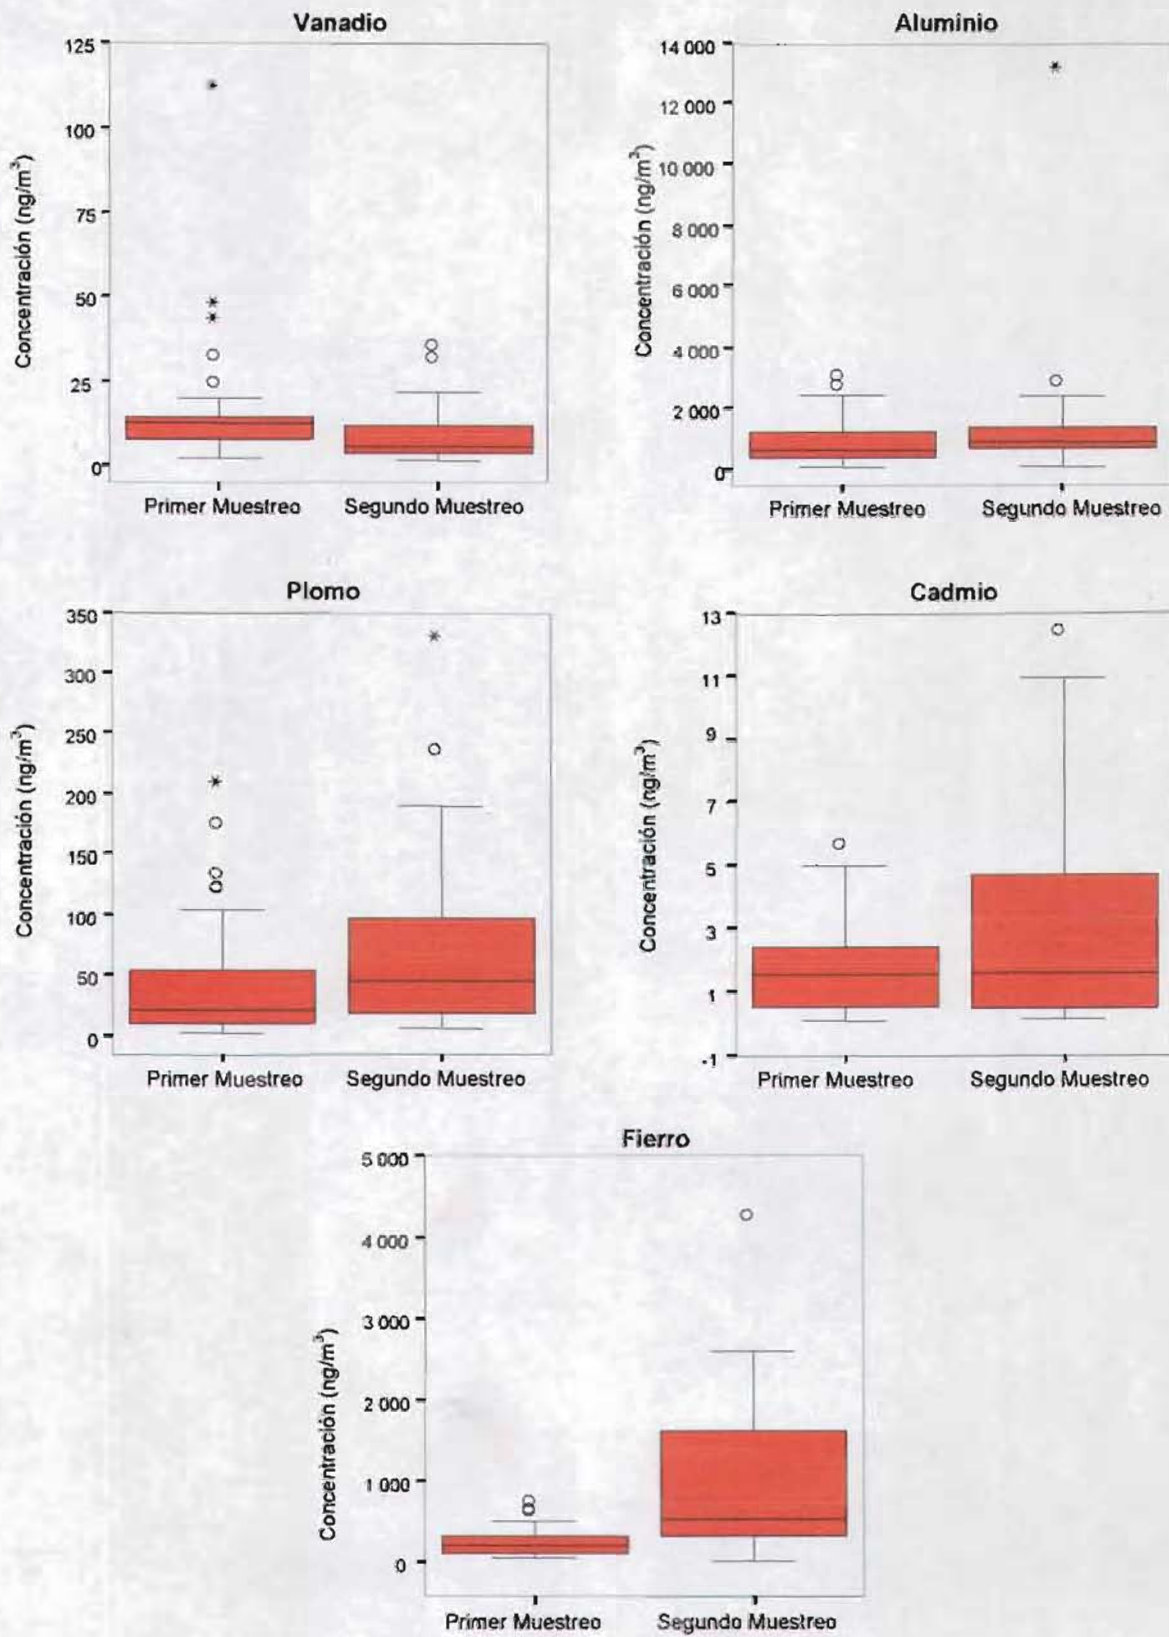 Vanadio
125
100
75
50
25
0
Concentración (ng/m³)
Primer Muestreo
Segundo Muestreo
Aluminio
14 000
12 000
10 000
8 000
6 000
4 000
2 000
0
Concentración (ng/m³)
Primer Muestreo
Segundo Muestreo
Plomo
350
300
250
200
150
100
50
0
Concentración (ng/m³)
Primer Muestreo
Segundo Muestreo
Cadmio
13
11
9
7
5
3
1
-1
Concentración (ng/m³)
Primer Muestreo
Segundo Muestreo
Fierro
5 000
4 000
3 000
2 000
1 000
0
Concentración (ng/m³)
Primer Muestreo
Segundo Muestreo